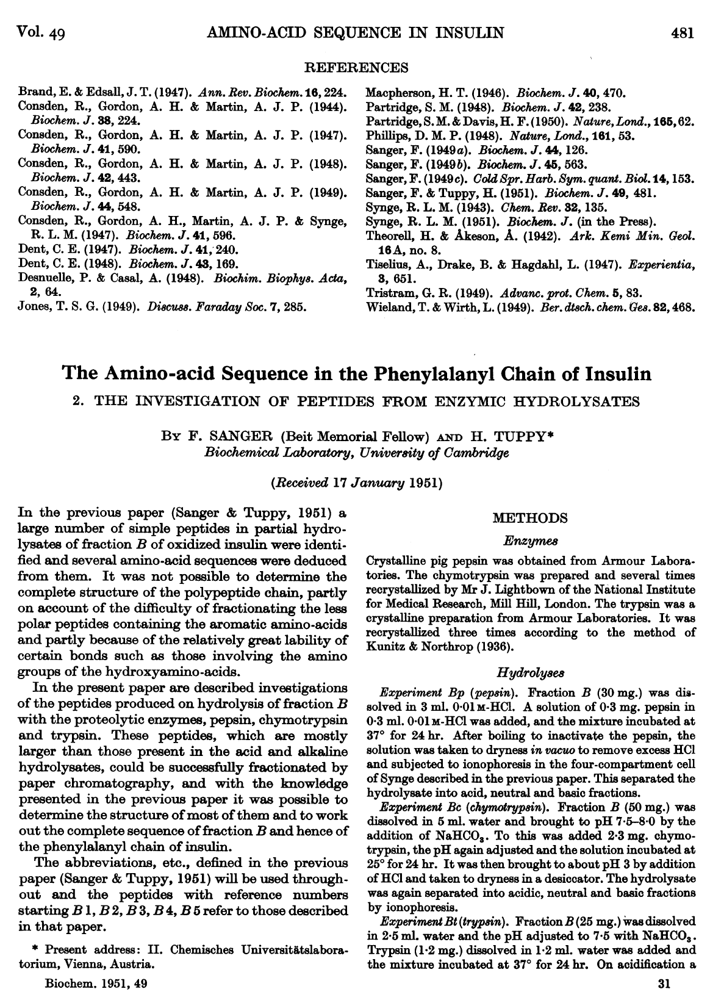 Vol. 49 AMINO-ACID SEQUENCE IN INSULIN 481
REFERENCES
Brand, E. & Edsall, J. T. (1947). Ann. Rev. Biochem. 16, 224.
Consden, R., Gordon, A. H. & Martin, A. J. P. (1944).
Biochem. J. 38, 224.
Consden, R., Gordon, A. H. & Martin, A. J. P. (1947).
Biochem. J. 41, 590.
Consden, R., Gordon, A. H. & Martin, A. J. P. (1948).
Biochem. J. 42, 443.
Consden, R., Gordon, A. H. & Martin, A. J. P. (1949).
Biochem. J. 44, 548.
Consden, R., Gordon, A. H., Martin, A. J. P. & Synge,
R. L. M. (1947). Biochem. J. 41, 596.
Dent, C. E. (1947). Biochem. J. 41, 240.
Dent, C. E. (1948). Biochem. J. 43, 169.
Desnuelle, P. & Casal, A. (1948). Biochim. Biophys. Acta,
2, 64.
Jones, T. S. G. (1949). Discuss. Faraday Soc. 7, 285.
Macpherson, H. T. (1946). Biochem. J. 40, 470.
Partridge, S. M. (1948). Biochem. J. 42, 238.
Partridge, S. M. & Davis, H. F. (1950). Nature, Lond., 165, 62.
Phillips, D. M. P. (1948). Nature, Lond., 161, 53.
Sanger, F. (1949a). Biochem. J. 44, 126.
Sanger, F. (1949b). Biochem. J. 45, 563.
Sanger, F. (1949c). Cold Spr. Harb. Sym. quant. Biol. 14, 153.
Sanger, F. & Tuppy, H. (1951). Biochem. J. 49, 481.
Synge, R. L. M. (1943). Chem. Rev. 32, 135.
Synge, R. L. M. (1951). Biochem. J. (in the Press).
Theorell, H. & Åkeson, Å. (1942). Ark. Kemi Min. Geol.
16A, no. 8.
Tiselius, A., Drake, B. & Hagdahl, L. (1947). Experientia,
3, 651.
Tristram, G. R. (1949). Advanc. prot. Chem. 5, 83.
Wieland, T. & Wirth, L. (1949). Ber. dtsch. chem. Ges. 82, 468.
The Amino-acid Sequence in the Phenylalanyl Chain of Insulin
2. THE INVESTIGATION OF PEPTIDES FROM ENZYMIC HYDROLYSATES
BY F. SANGER (Beit Memorial Fellow) AND H. TUPPY*
Biochemical Laboratory, University of Cambridge
(Received 17 January 1951)
In the previous paper (Sanger & Tuppy, 1951) a
large number of simple peptides in partial hydro-
lysates of fraction B of oxidized insulin were identi-
fied and several amino-acid sequences were deduced
from them. It was not possible to determine the
complete structure of the polypeptide chain, partly
on account of the difficulty of fractionating the less
polar peptides containing the aromatic amino-acids
and partly because of the relatively great lability of
certain bonds such as those involving the amino
groups of the hydroxyamino-acids.
In the present paper are described investigations
of the peptides produced on hydrolysis of fraction B
with the proteolytic enzymes, pepsin, chymotrypsin
and trypsin. These peptides, which are mostly
larger than those present in the acid and alkaline
hydrolysates, could be successfully fractionated by
paper chromatography, and with the knowledge
presented in the previous paper it was possible to
determine the structure of most of them and to work
out the complete sequence of fraction B and hence of
the phenylalanyl chain of insulin.
The abbreviations, etc., defined in the previous
paper (Sanger & Tuppy, 1951) will be used through-
out and the peptides with reference numbers
starting B 1, B 2, B 3, B 4, B 5 refer to those described
in that paper.
* Present address: II. Chemisches Universitätslabora-
torium, Vienna, Austria.
METHODS
Enzymes
Crystalline pig pepsin was obtained from Armour Labora-
tories. The chymotrypsin was prepared and several times
recrystallized by Mr J. Lightbown of the National Institute
for Medical Research, Mill Hill, London. The trypsin was a
crystalline preparation from Armour Laboratories. It was
recrystallized three times according to the method of
Kunitz & Northrop (1936).
Hydrolyses
Experiment Bp (pepsin). Fraction B (30 mg.) was dis-
solved in 3 ml. 0·01 M-HCl. A solution of 0·3 mg. pepsin in
0·3 ml. 0·01 M-HCl was added, and the mixture incubated at
37° for 24 hr. After boiling to inactivate the pepsin, the
solution was taken to dryness in vacuo to remove excess HCl
and subjected to ionophoresis in the four-compartment cell
of Synge described in the previous paper. This separated the
hydrolysate into acid, neutral and basic fractions.
Experiment Bc (chymotrypsin). Fraction B (50 mg.) was
dissolved in 5 ml. water and brought to pH 7·5–8·0 by the
addition of NaHCO₃. To this was added 2·3 mg. chymo-
trypsin, the pH again adjusted and the solution incubated at
25° for 24 hr. It was then brought to about pH 3 by addition
of HCl and taken to dryness in a desiccator. The hydrolysate
was again separated into acidic, neutral and basic fractions
by ionophoresis.
Experiment Bt (trypsin). Fraction B (25 mg.) was dissolved
in 2·5 ml. water and the pH adjusted to 7·5 with NaHCO₃.
Trypsin (1·2 mg.) dissolved in 1·2 ml. water was added and
the mixture incubated at 37° for 24 hr. On acidification a
Biochem. 1951, 49 31